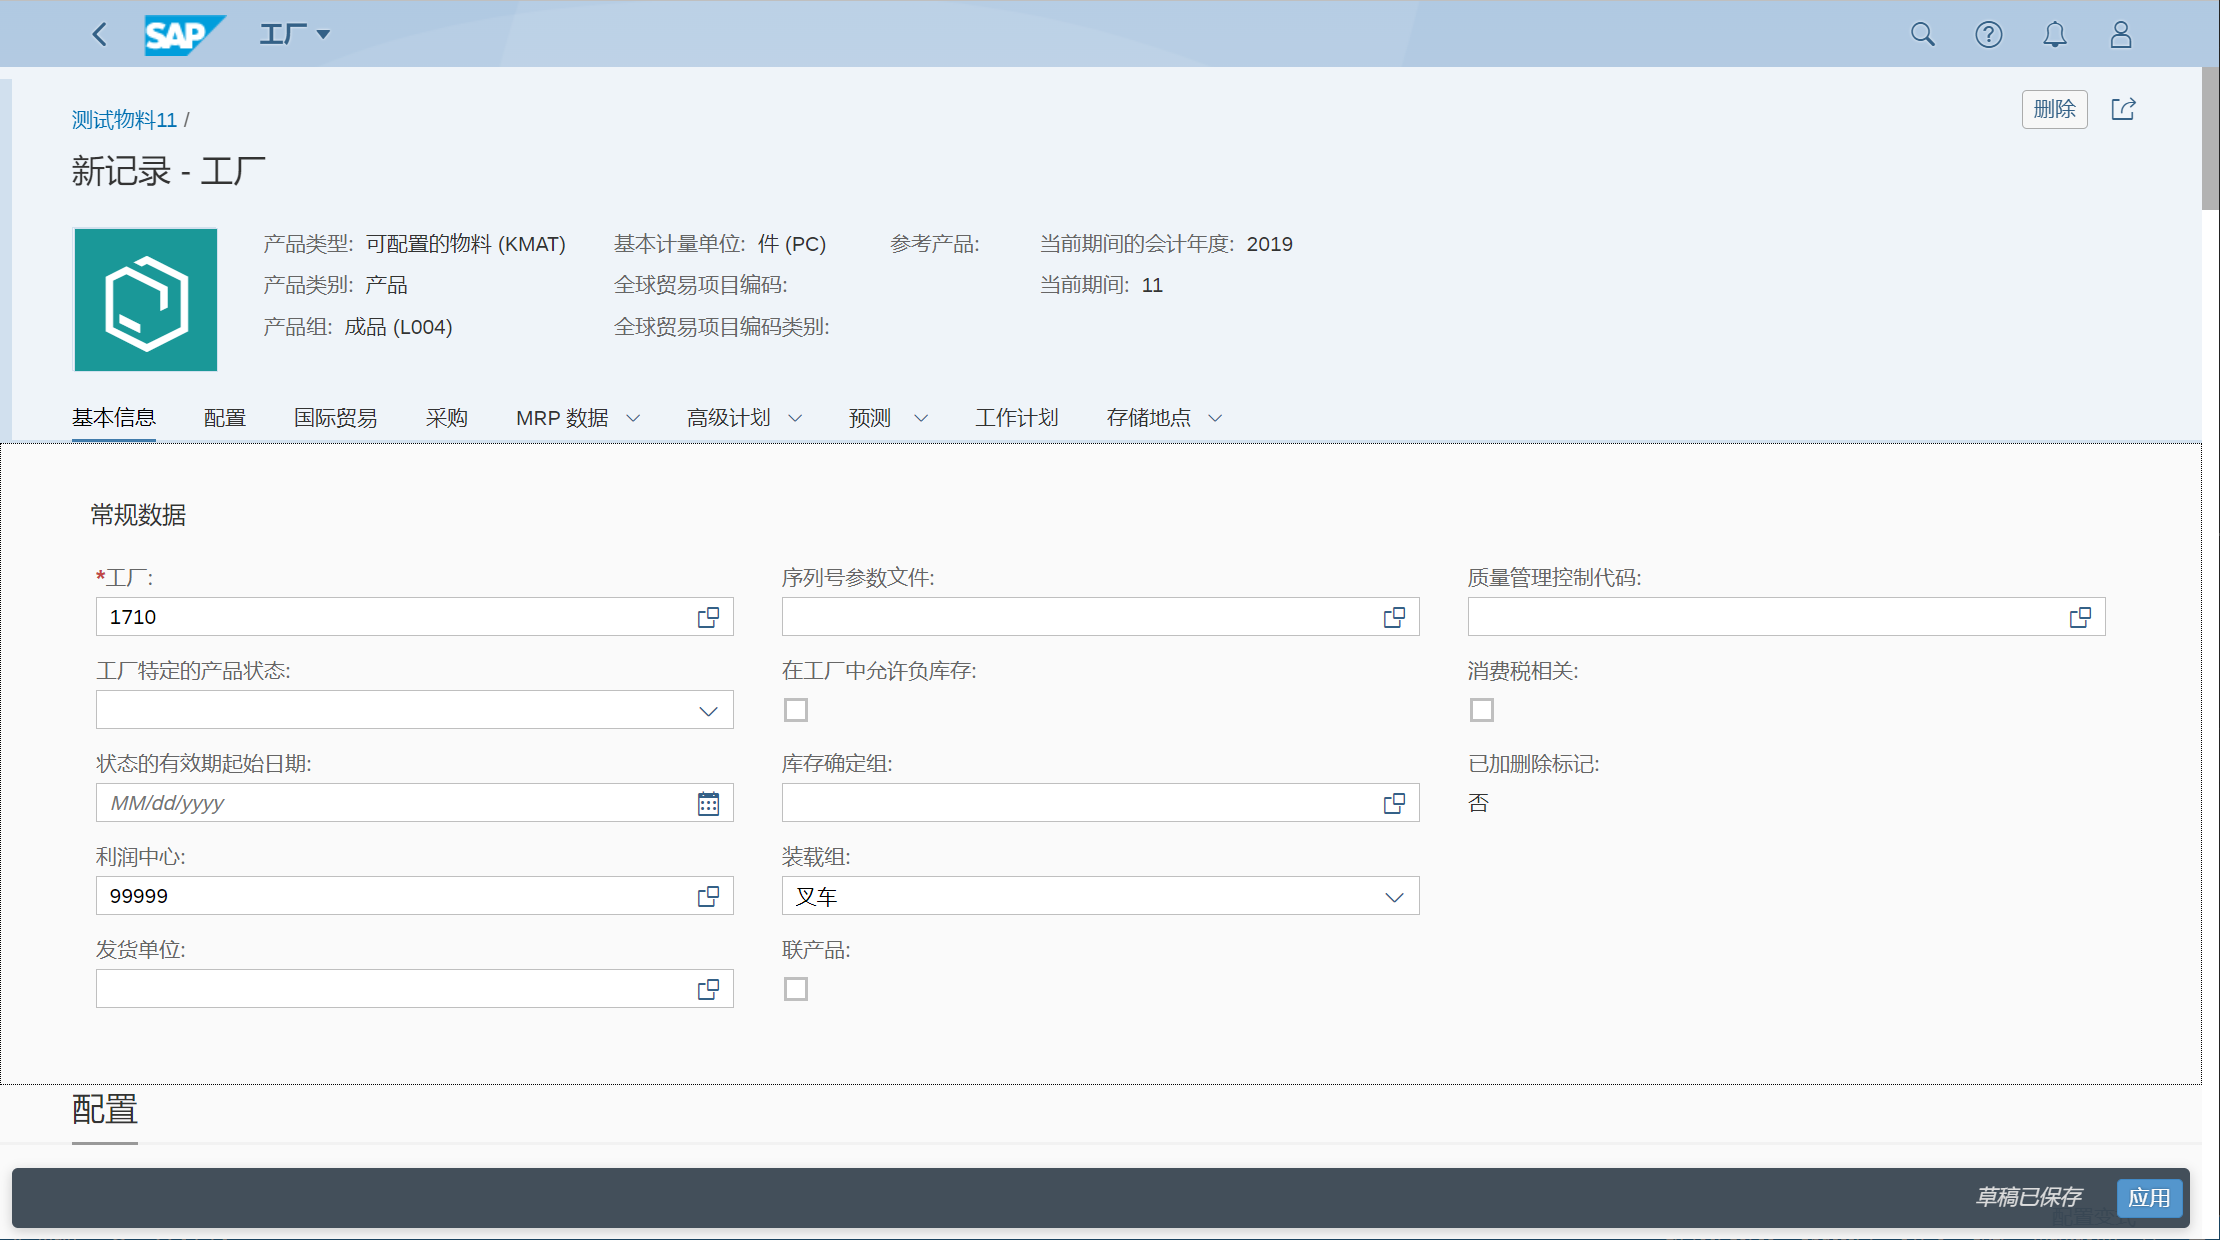 SAP 工厂
删除
测试物料11 /
新记录 - 工厂
产品类型: 可配置的物料 (KMAT) 基本计量单位: 件 (PC) 参考产品: 当前期间的会计年度: 2019
产品类别: 产品 全球贸易项目编码: 当前期间: 11
产品组: 成品 (L004) 全球贸易项目编码类别:
基本信息 配置 国际贸易 采购 MRP 数据 高级计划 预测 工作计划 存储地点
常规数据
*工厂: 序列号参数文件: 质量管理控制代码:
1710
工厂特定的产品状态: 在工厂中允许负库存: 消费税相关:
状态的有效期起始日期: 库存确定组: 已加删除标记:
MM/dd/yyyy 否
利润中心: 装载组:
99999 叉车
发货单位: 联产品:
配置
草稿已保存 应用